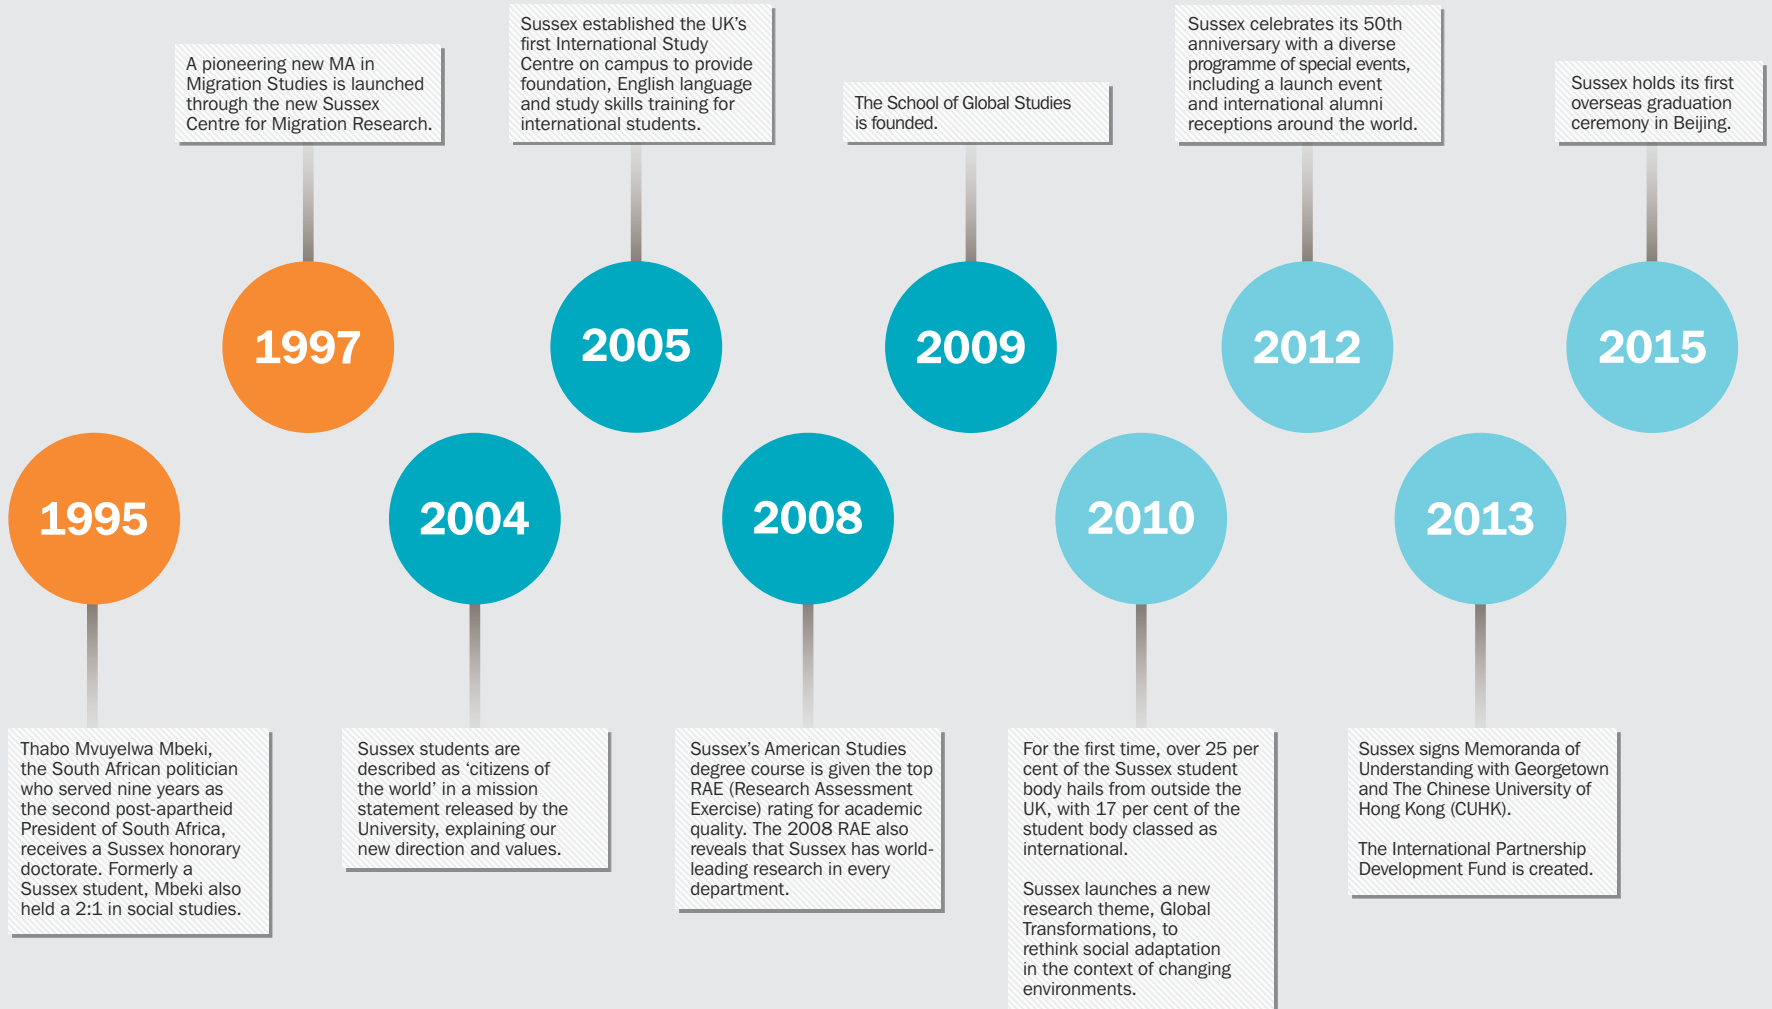 A pioneering new MA in
Migration Studies is launched
through the new Sussex
Centre for Migration Research.
Sussex established the UK's
first International Study
Centre on campus to provide
foundation, English language
and study skills training for
international students.
The School of Global Studies
is founded.
Sussex celebrates its 50th
anniversary with a diverse
programme of special events,
including a launch event
and international alumni
receptions around the world.
Sussex holds its first
overseas graduation
ceremony in Beijing.
1997
2005
2009
2012
2015
1995
2004
2008
2010
2013
Thabo Mvuyelwa Mbeki,
the South African politician
who served nine years as
the second post-apartheid
President of South Africa,
receives a Sussex honorary
doctorate. Formerly a
Sussex student, Mbeki also
held a 2:1 in social studies.
Sussex students are
described as ‘citizens of
the world’ in a mission
statement released by the
University, explaining our
new direction and values.
Sussex’s American Studies
degree course is given the top
RAE (Research Assessment
Exercise) rating for academic
quality. The 2008 RAE also
reveals that Sussex has world-
leading research in every
department.
For the first time, over 25 per
cent of the Sussex student
body hails from outside the
UK, with 17 per cent of the
student body classed as
international.
Sussex launches a new
research theme, Global
Transformations, to
rethink social adaptation
in the context of changing
environments.
Sussex signs Memoranda of
Understanding with Georgetown
and The Chinese University of
Hong Kong (CUHK).
The International Partnership
Development Fund is created.